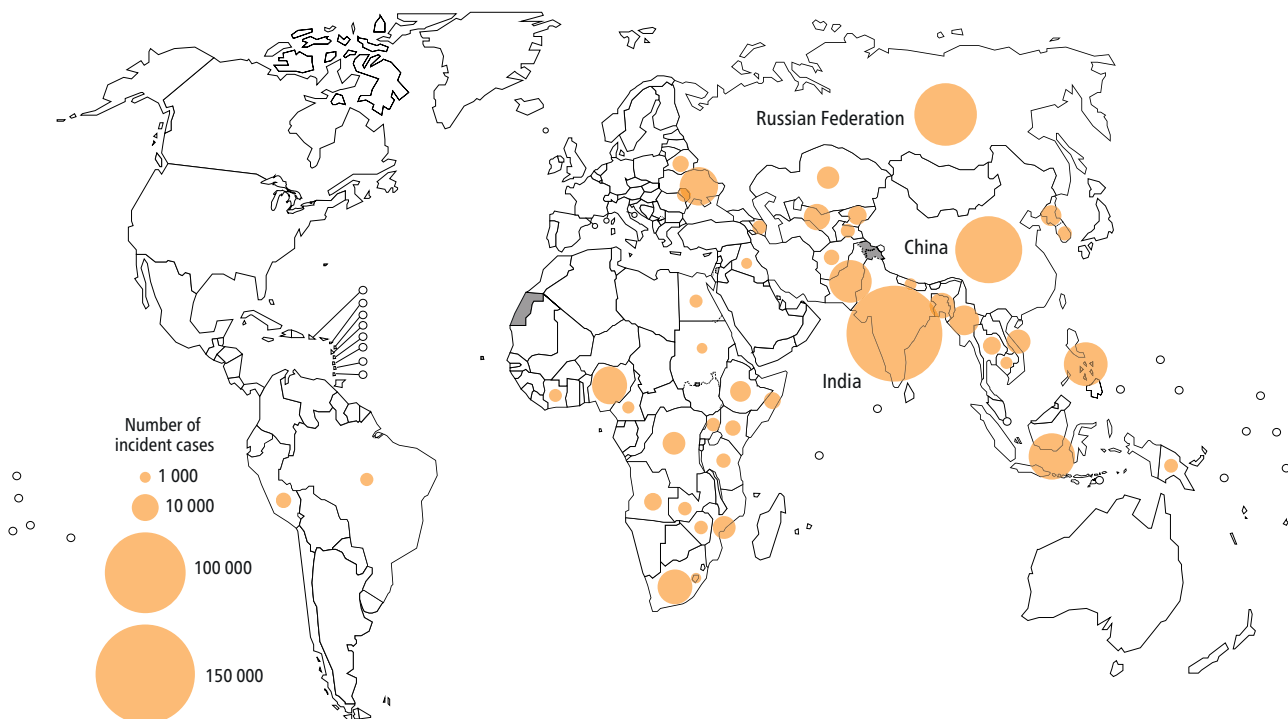 Russian Federation
China
India
Number of
incident cases
1 000
10 000
100 000
150 000